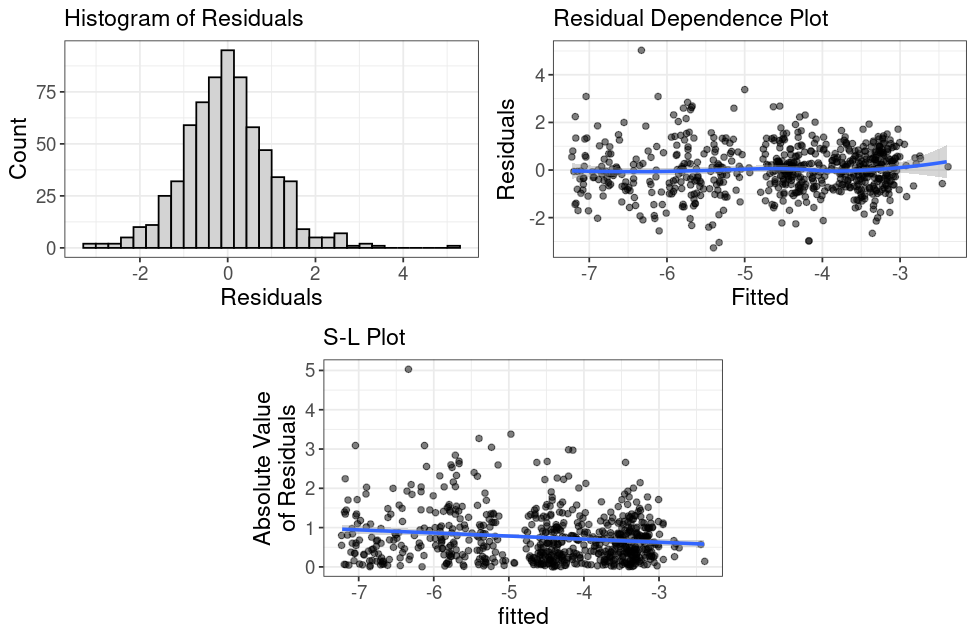 Histogram of Residuals
75
50
25
0
Count
-2
0
2
4
Residuals
Residual Dependence Plot
4
2
0
-2
Residuals
-7
-6
-5
-4
-3
Fitted
S-L Plot
5
4
3
2
1
0
Absolute Value
of Residuals
-7
-6
-5
-4
-3
fitted